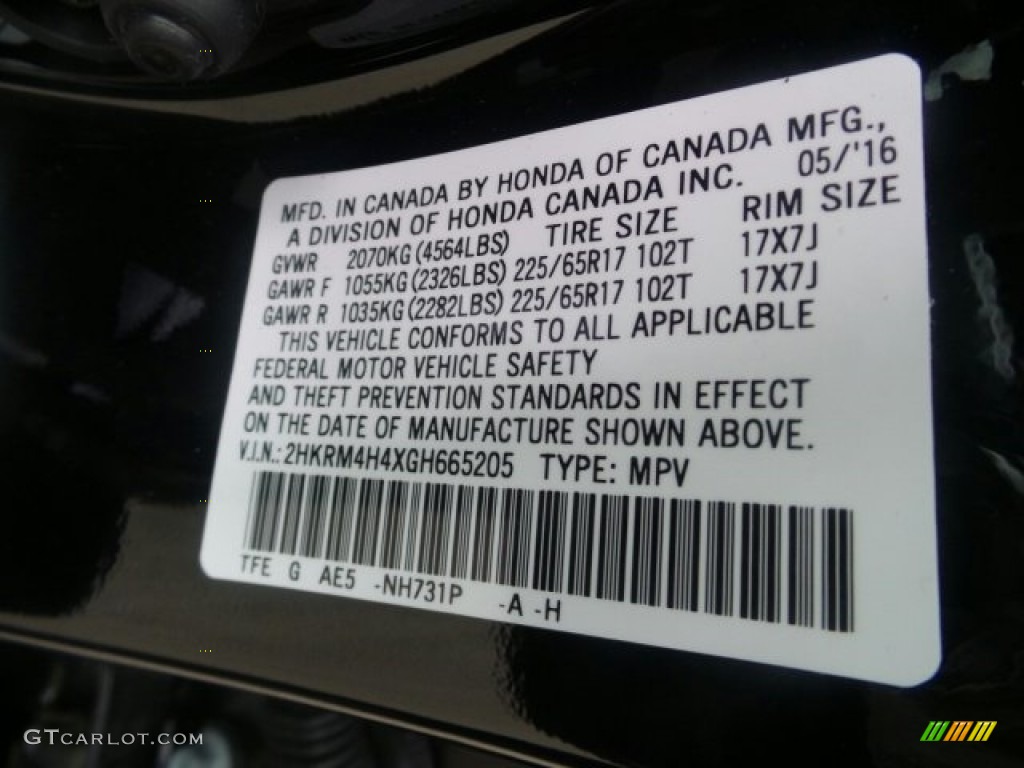 MFD. IN CANADA BY HONDA OF CANADA MFG.,
A DIVISION OF HONDA CANADA INC. 05/'16
GVWR 2070KG (4564LBS) TIRE SIZE RIM SIZE
GAWR F 1055KG (2326LBS) 225/65R17 102T 17X7J
GAWR R 1035KG (2282LBS) 225/65R17 102T 17X7J
THIS VEHICLE CONFORMS TO ALL APPLICABLE
FEDERAL MOTOR VEHICLE SAFETY
AND THEFT PREVENTION STANDARDS IN EFFECT
ON THE DATE OF MANUFACTURE SHOWN ABOVE.
V.I.N.: 2HKRM4H4XGH665205 TYPE: MPV
TFE G AE5 -NH731P -A -H
GTCARLOT.COM